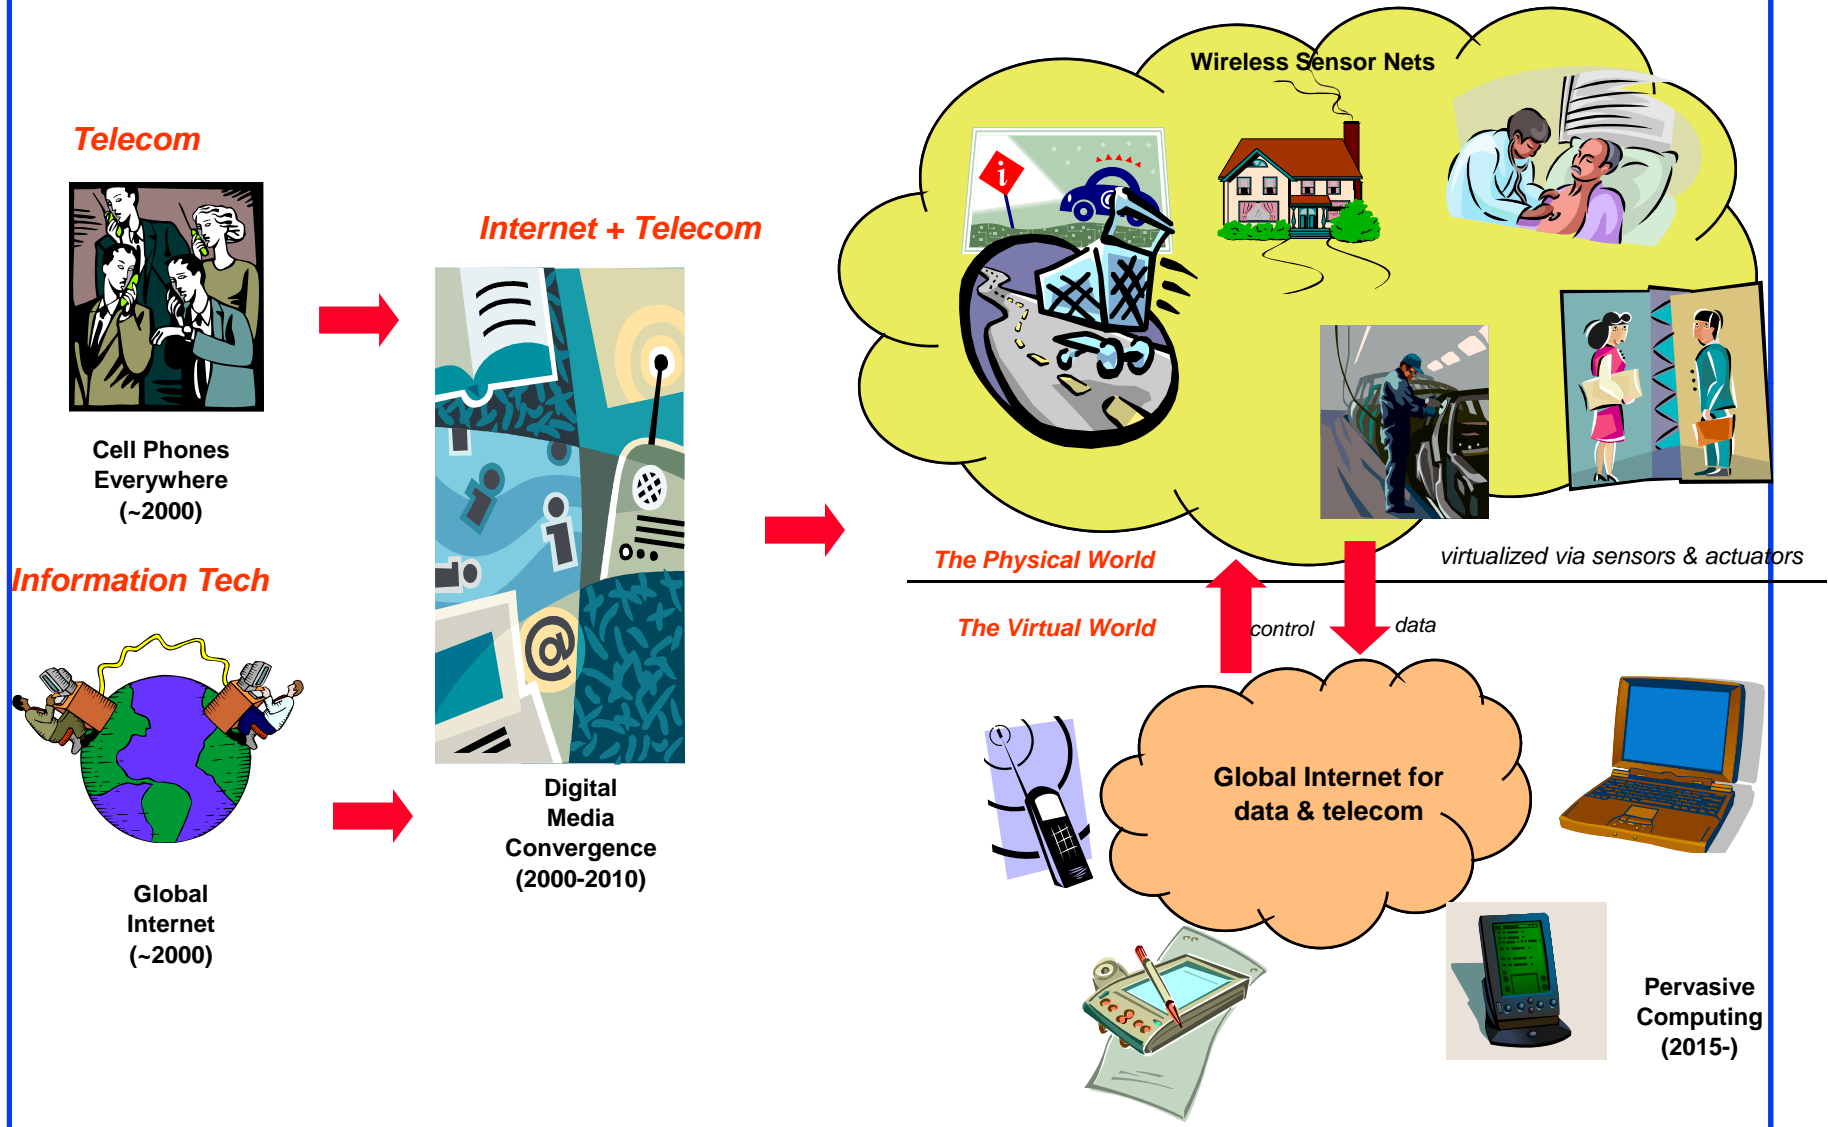 Telecom
Cell Phones
Everywhere
(~2000)
Information Tech
Global
Internet
(~2000)
Internet + Telecom
i
i
i
i
@
Digital
Media
Convergence
(2000-2010)
Wireless Sensor Nets
i
The Physical World
virtualized via sensors & actuators
The Virtual World
control
data
Global Internet for
data & telecom
Pervasive
Computing
(2015-)